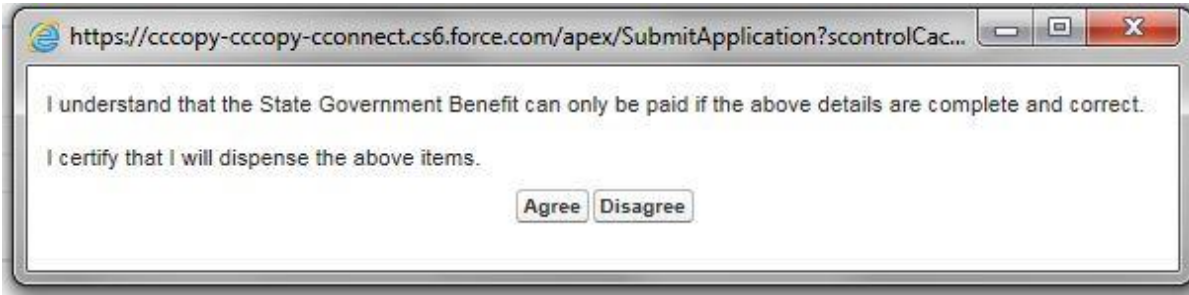 https://cccopy-cccopy-cconnect.cs6.force.com/apex/SubmitApplication?scontrolCac...
I understand that the State Government Benefit can only be paid if the above details are complete and correct.
I certify that I will dispense the above items.
Agree Disagree